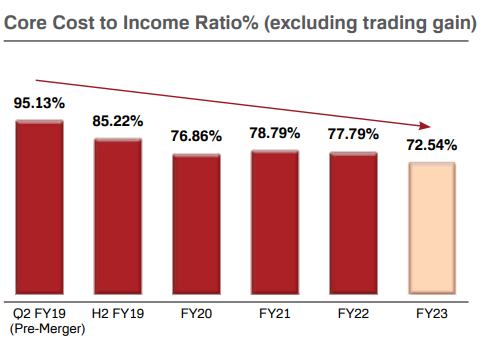 Core Cost to Income Ratio% (excluding trading gain)
95.13%
85.22%
76.86%
78.79%
77.79%
72.54%
Q2 FY19
(Pre-Merger)
H2 FY19
FY20
FY21
FY22
FY23